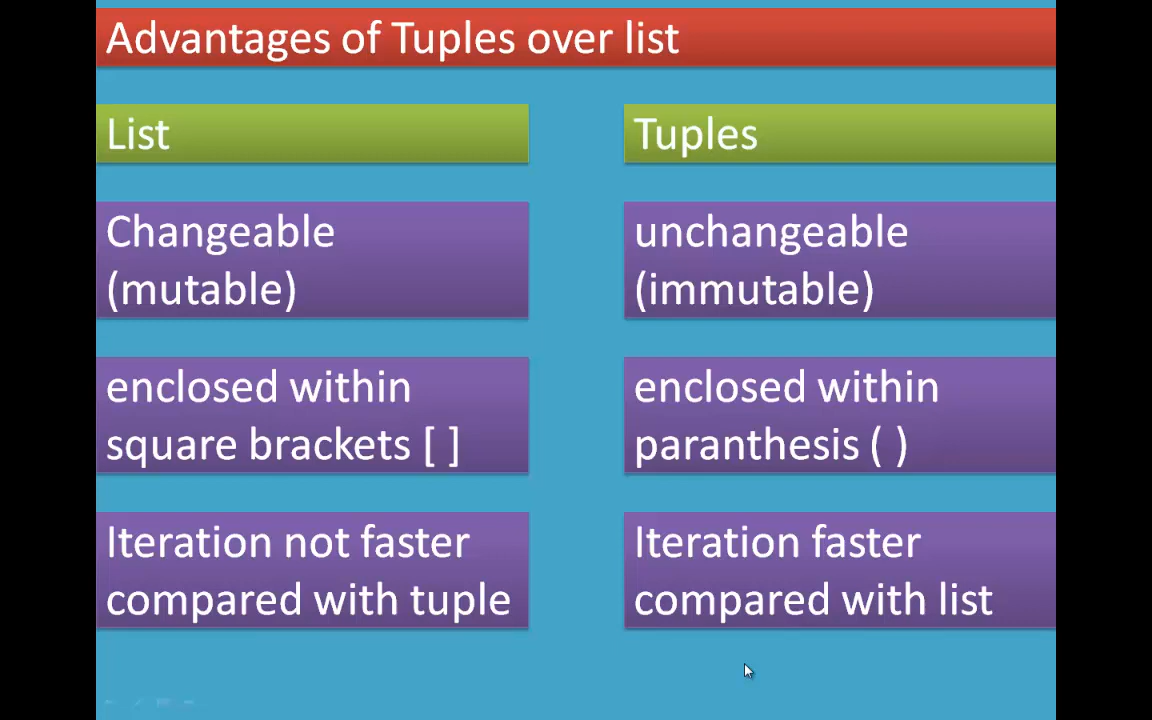 Advantages of Tuples over list
List
Tuples
Changeable
(mutable)
unchangeable
(immutable)
enclosed within
square brackets [ ]
enclosed within
paranthesis ( )
Iteration not faster
compared with tuple
Iteration faster
compared with list